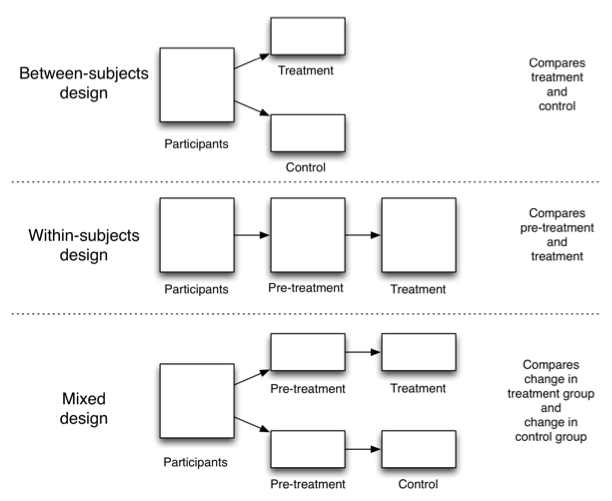 Between-subjects
design
Participants
Treatment
Control
Compares
treatment
and
control
Within-subjects
design
Participants
Pre-treatment
Treatment
Compares
pre-treatment
and
treatment
Mixed
design
Participants
Pre-treatment
Treatment
Pre-treatment
Control
Compares
change in
treatment group
and
change in
control group